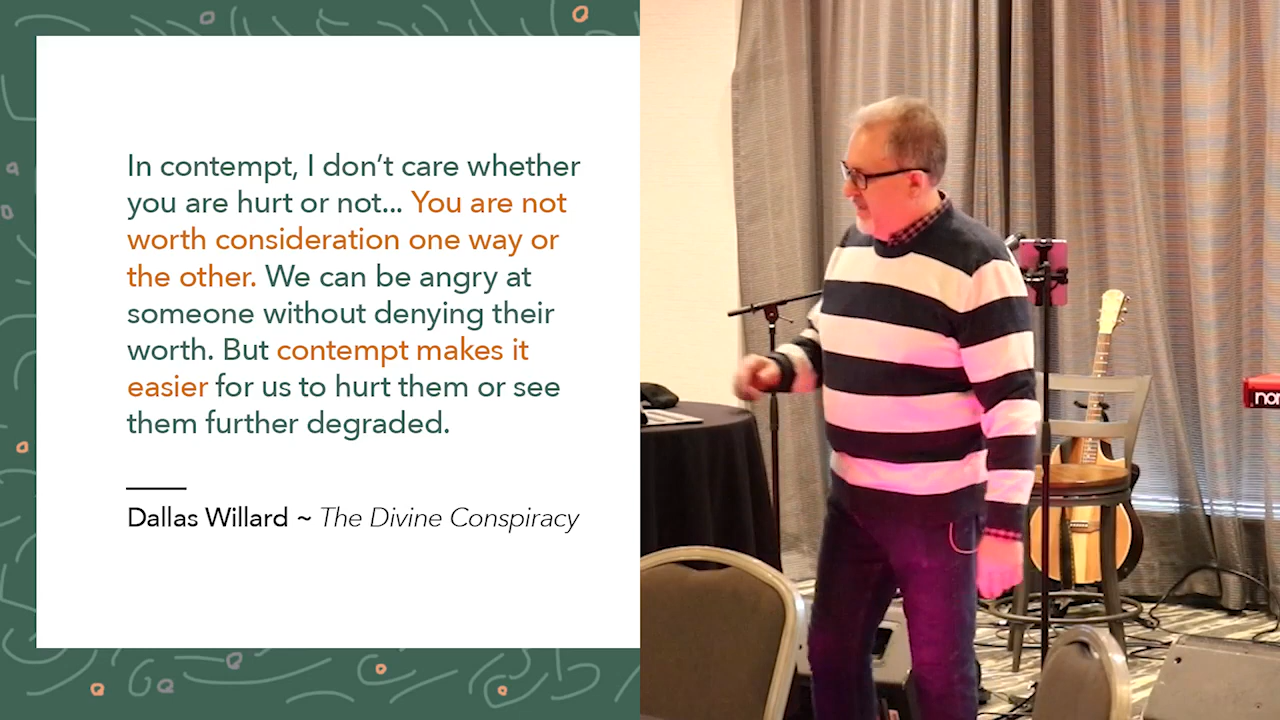 In contempt, I don't care whether
you are hurt or not... You are not
worth consideration one way or
the other. We can be angry at
someone without denying their
worth. But contempt makes it
easier for us to hurt them or see
them further degraded.
Dallas Willard ~ The Divine Conspiracy